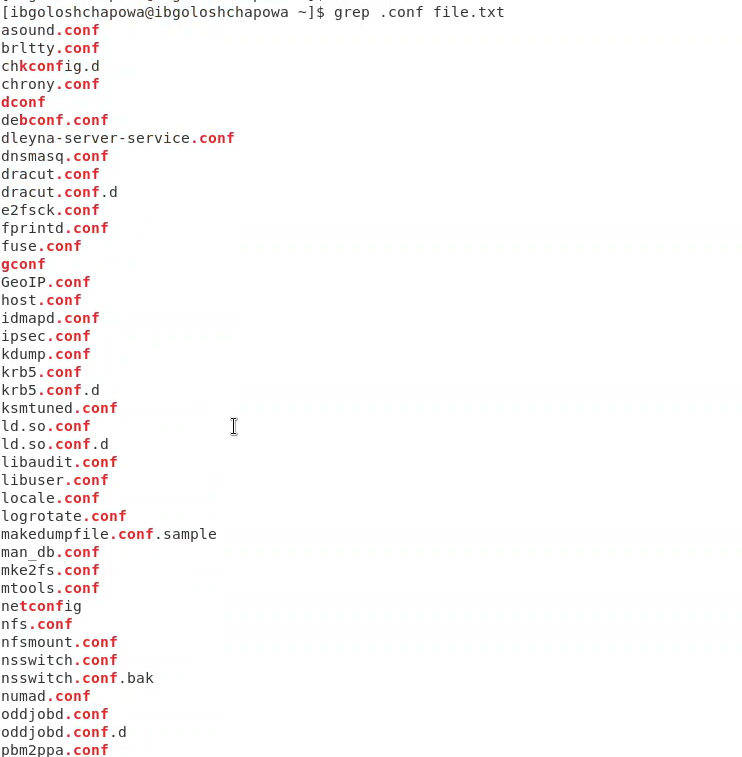 [ibgoloshchapowa@ibgoloshchapowa ~]$ grep .conf file.txt
asound.conf
brltty.conf
chkconfig.d
chrony.conf
dconf
debconf.conf
dleyna-server-service.conf
dnsmasq.conf
dracut.conf
dracut.conf.d
e2fsck.conf
fprintd.conf
fuse.conf
gconf
GeoIP.conf
host.conf
idmapd.conf
ipsec.conf
kdump.conf
krb5.conf
krb5.conf.d
ksmtuned.conf
ld.so.conf
ld.so.conf.d
libaudit.conf
libuser.conf
locale.conf
logrotate.conf
makedumpfile.conf.sample
man_db.conf
mke2fs.conf
mtools.conf
netconfig
nfs.conf
nfsmount.conf
nsswitch.conf
nsswitch.conf.bak
numad.conf
oddjobd.conf
oddjobd.conf.d
pbm2ppa.conf